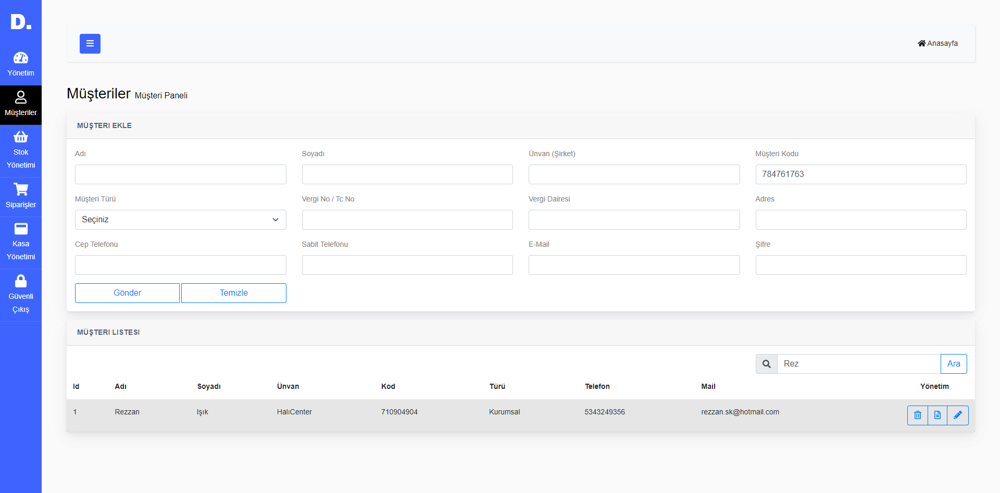 D.
Yönetim
Müşteriler
Stok
Yönetimi
Siparişler
Kasa
Yönetimi
Güvenli
Çıkış
Anasayfa
Müşteriler Müşteri Paneli
MÜŞTERI EKLE
Adı Soyadı Ünvan (Şirket) Müşteri Kodu
784761763
Müşteri Türü Vergi No / Tc No Vergi Dairesi Adres
Seçiniz
Cep Telefonu Sabit Telefonu E-Mail Şifre
Gönder Temizle
MÜŞTERI LISTESI
Rez Ara
Id Adı Soyadı Ünvan Kod Türü Telefon Mail Yönetim
1 Rezzan Işık HalıCenter 710904904 Kurumsal 5343249356 rezzan.sk@hotmail.com